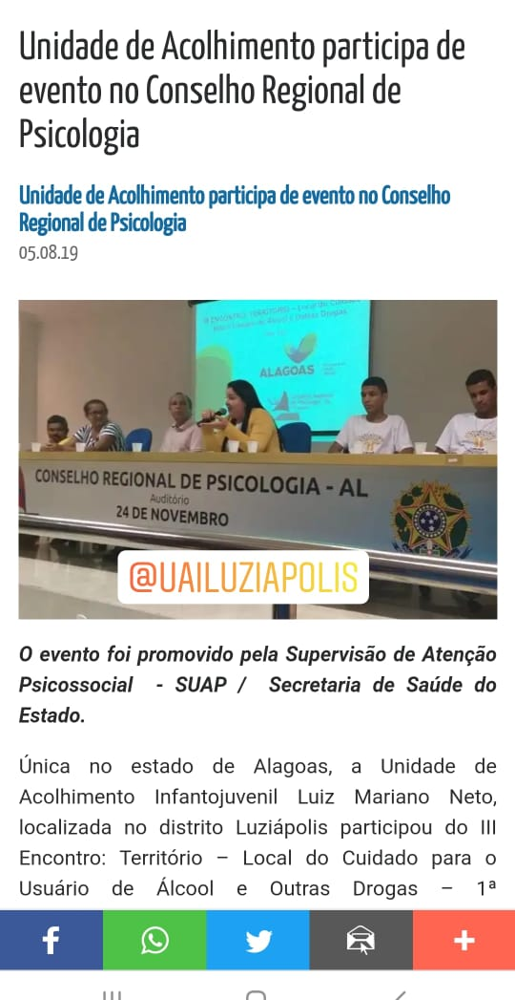 Unidade de Acolhimento participa de
evento no Conselho Regional de
Psicologia
Unidade de Acolhimento participa de evento no Conselho
Regional de Psicologia
05.08.19
III ENCONTRO: TERRITÓRIO – Local do Cuidado
Para o Usuário de Álcool e Outras Drogas
ALAGOAS
CONSELHO REGIONAL DE PSICOLOGIA - AL
Auditório
24 DE NOVEMBRO
@UAILUZIAPOLIS
O evento foi promovido pela Supervisão de Atenção
Psicossocial - SUAP / Secretaria de Saúde do
Estado.
Única no estado de Alagoas, a Unidade de
Acolhimento Infantojuvenil Luiz Mariano Neto,
localizada no distrito Luziápolis participou do III
Encontro: Território – Local do Cuidado para o
Usuário de Álcool e Outras Drogas – 1ª